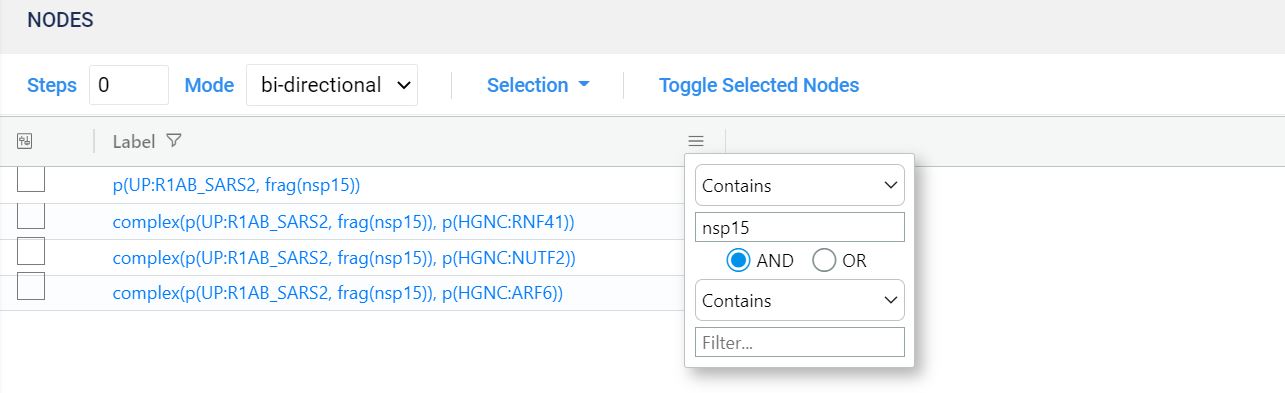 NODES
Steps 0 Mode bi-directional Selection Toggle Selected Nodes
Label
p(UP:R1AB_SARS2, frag(nsp15))
complex(p(UP:R1AB_SARS2, frag(nsp15)), p(HGNC:RNF41))
complex(p(UP:R1AB_SARS2, frag(nsp15)), p(HGNC:NUTF2))
complex(p(UP:R1AB_SARS2, frag(nsp15)), p(HGNC:ARF6))
Contains
nsp15
AND OR
Contains
Filter...